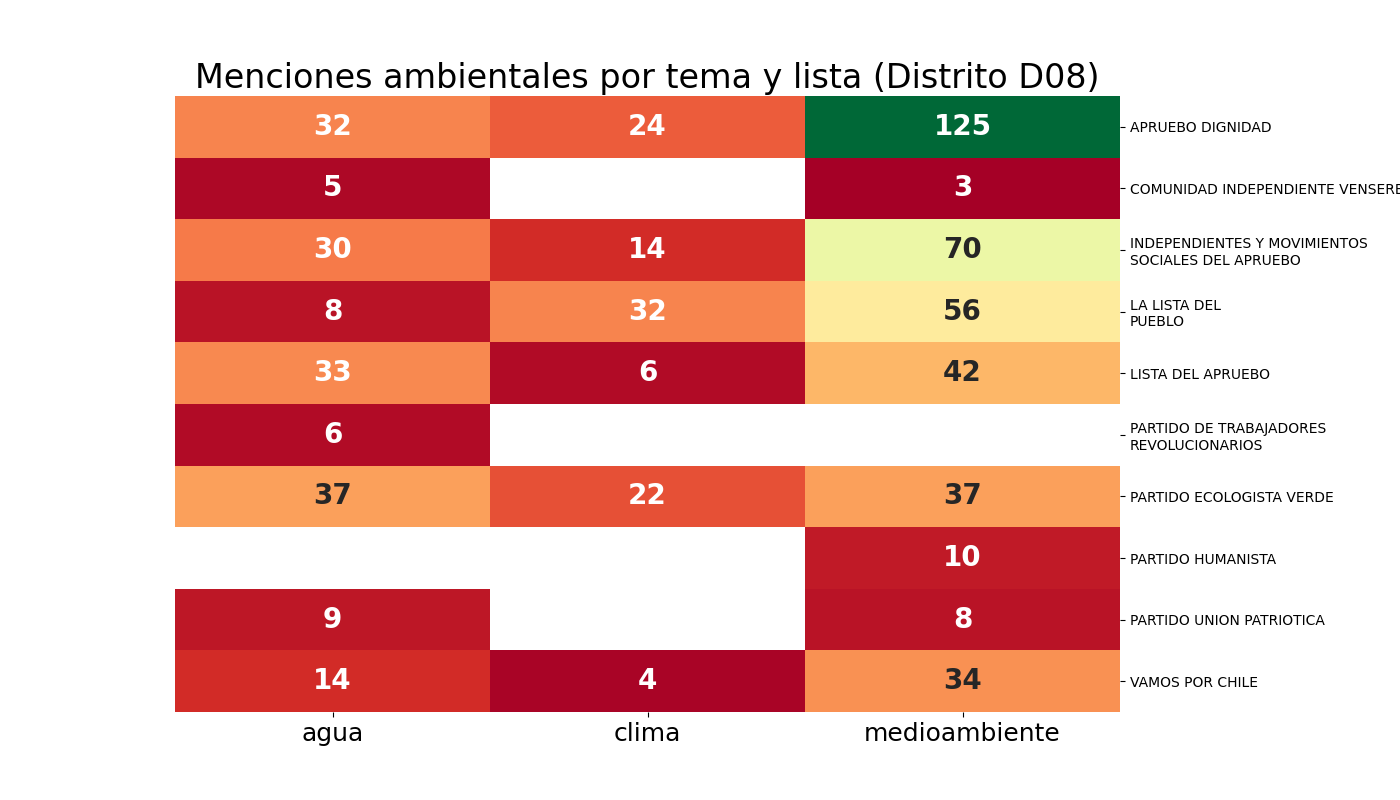 Menciones ambientales por tema y lista (Distrito D08)
32 24 125 APRUEBO DIGNIDAD
5 3 COMUNIDAD INDEPENDIENTE VENSERE
30 14 70 INDEPENDIENTES Y MOVIMIENTOS
SOCIALES DEL APRUEBO
8 32 56 LA LISTA DEL
PUEBLO
33 6 42 LISTA DEL APRUEBO
6 PARTIDO DE TRABAJADORES
REVOLUCIONARIOS
37 22 37 PARTIDO ECOLOGISTA VERDE
10 PARTIDO HUMANISTA
9 8 PARTIDO UNION PATRIOTICA
14 4 34 VAMOS POR CHILE
agua clima medioambiente